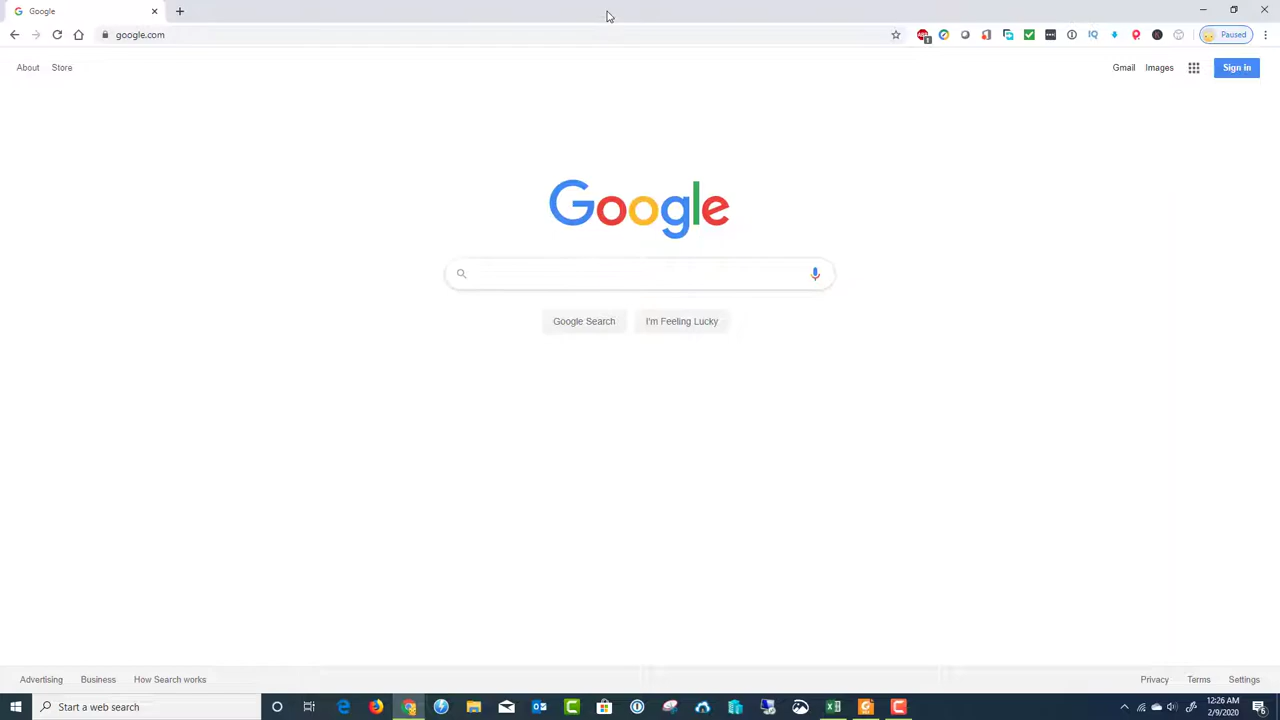 Google
google.com
Paused
About
Store
Gmail
Images
Sign in
Google
Google Search
I'm Feeling Lucky
Advertising
Business
How Search works
Privacy
Terms
Settings
Start a web search
12:26 AM
2/9/2020